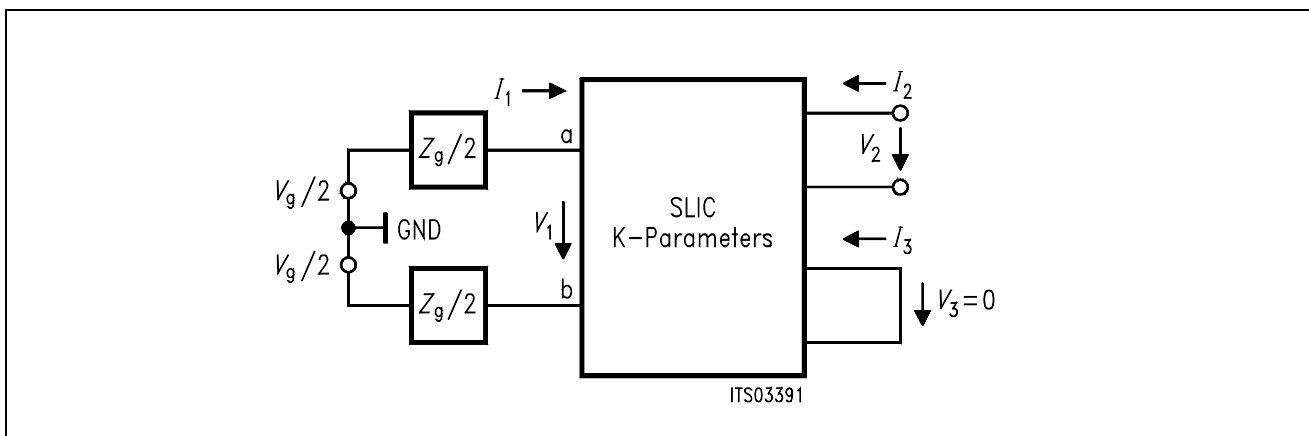 I1
I2
Zg/2
a
V2
Vg/2
GND
V1
SLIC
K-Parameters
I3
Vg/2
Zg/2
b
V3=0
ITS03391